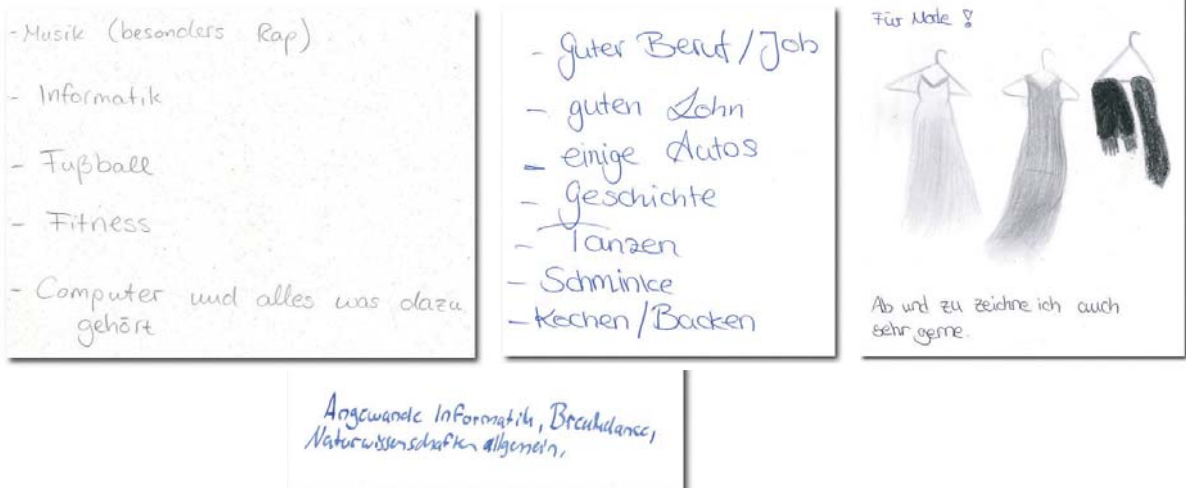 - Musik (besonders Rap)
- Informatik
- Fußball
- Fitness
- Computer und alles was dazu
gehört
- guter Beruf/Job
- guten Lohn
- einige Autos
- Geschichte
- Tanzen
- Schminke
- Kochen/Backen
Für Mode
Ab und zu zeichne ich auch
sehr gerne.
Angewande Informatik, Breakdance,
Naturwissenschaften allgemein,